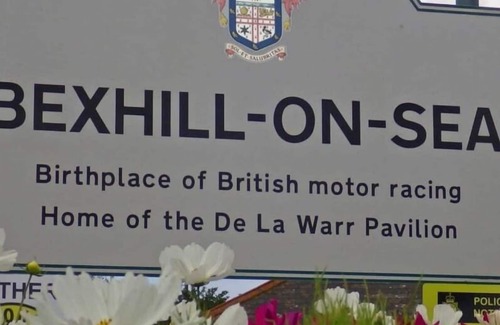 BEXHILL-ON-SEA
Birthplace of British motor racing
Home of the De La Warr Pavilion